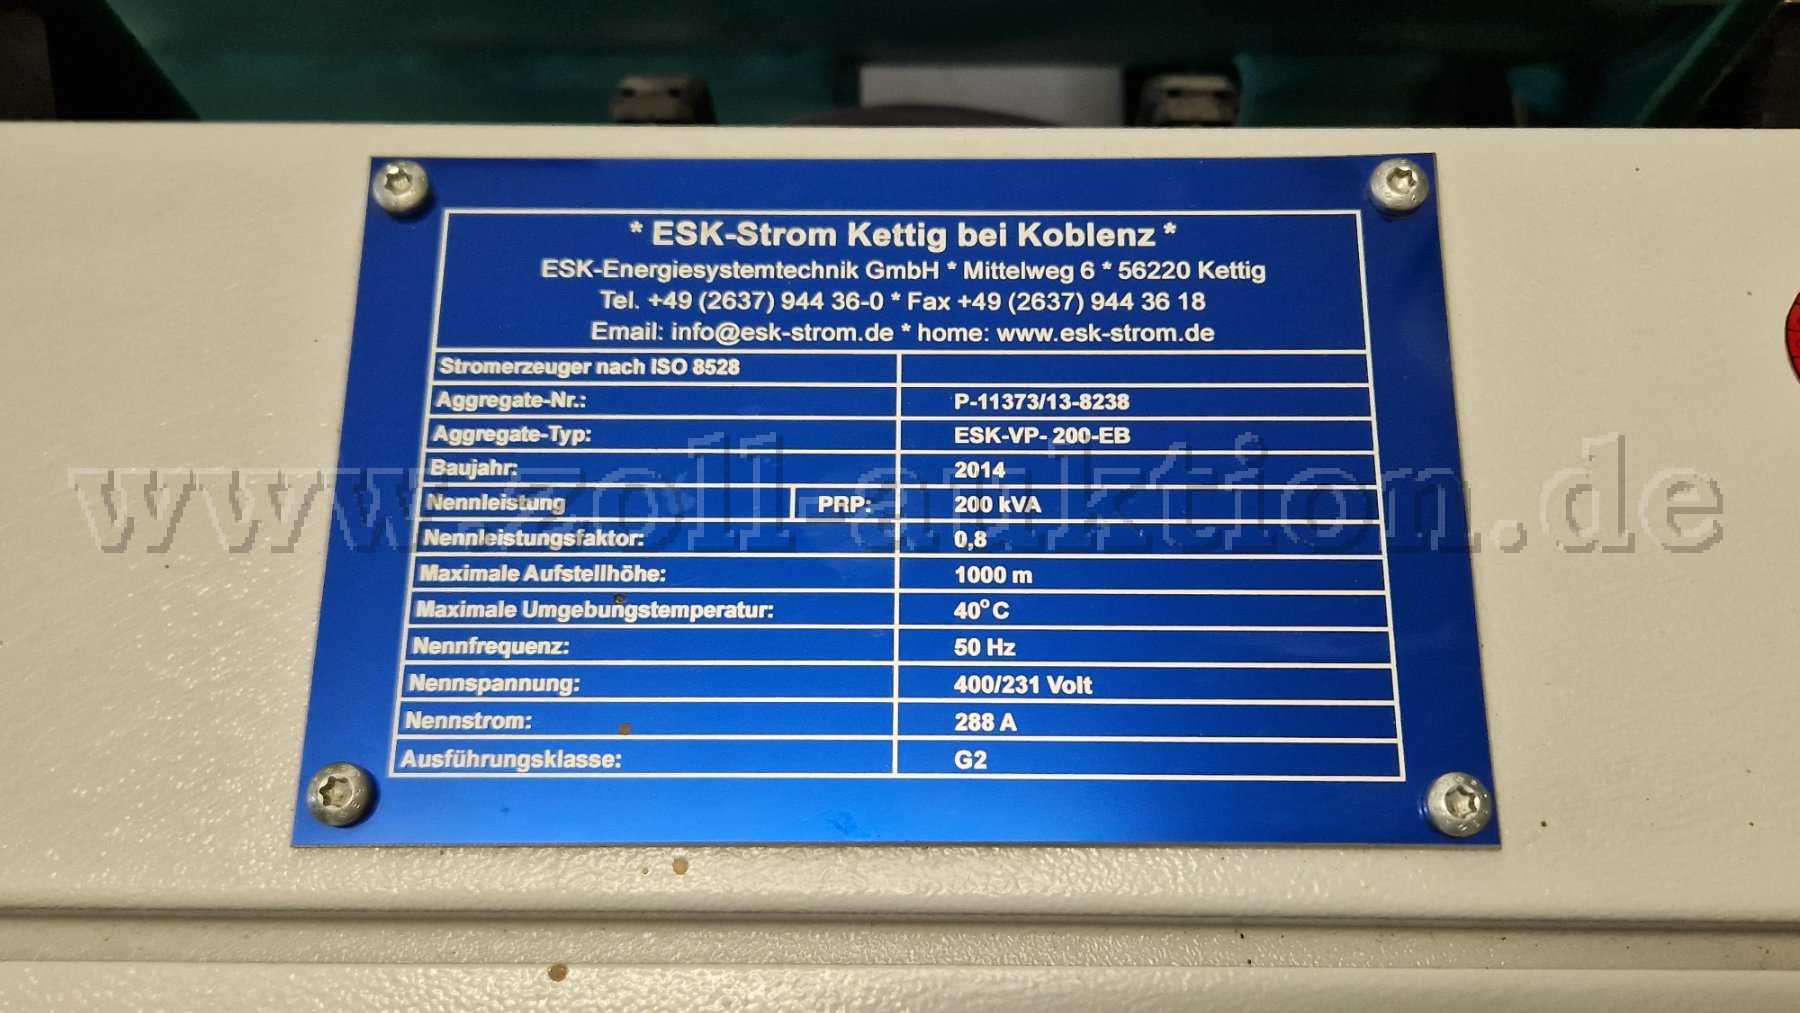 * ESK-Strom Kettig bei Koblenz *
ESK-Energiesystemtechnik GmbH * Mittelweg 6 * 56220 Kettig
Tel. +49 (2637) 944 36-0 * Fax +49 (2637) 944 36 18
Email: info@esk-strom.de * home: www.esk-strom.de
Stromerzeuger nach ISO 8528
Aggregate-Nr.: P-11373/13-8238
Aggregate-Typ: ESK-VP- 200-EB
Baujahr: 2014
www.zoll-auktion.de
Nennleistung PRP: 200 kVA
Nennleistungsfaktor: 0,8
Maximale Aufstellhöhe: 1000 m
Maximale Umgebungstemperatur: 40°C
Nennfrequenz: 50 Hz
Nennspannung: 400/231 Volt
Nennstrom: 288 A
Ausführungsklasse: G2